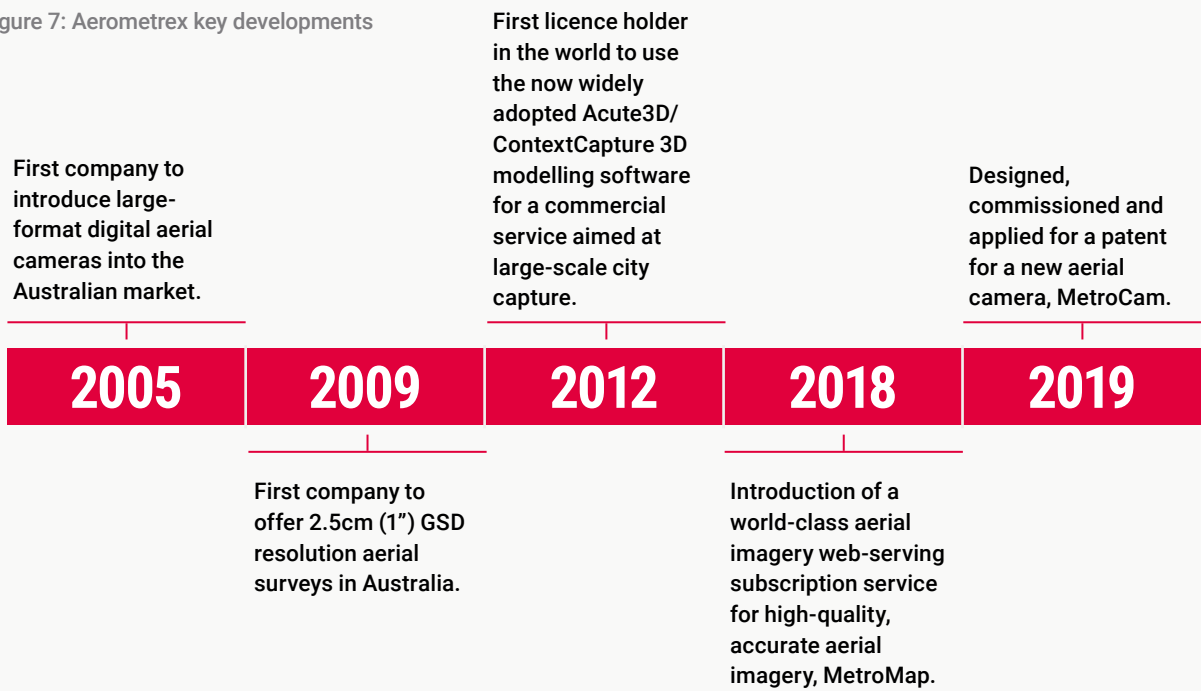 gure 7: Aerometrex key developments
First company to
introduce large-
format digital aerial
cameras into the
Australian market.
First licence holder
in the world to use
the now widely
adopted Acute3D/
ContextCapture 3D
modelling software
for a commercial
service aimed at
large-scale city
capture.
Designed,
commissioned and
applied for a patent
for a new aerial
camera, MetroCam.
2005
2009
2012
2018
2019
First company to
offer 2.5cm (1”) GSD
resolution aerial
surveys in Australia.
Introduction of a
world-class aerial
imagery web-serving
subscription service
for high-quality,
accurate aerial
imagery, MetroMap.